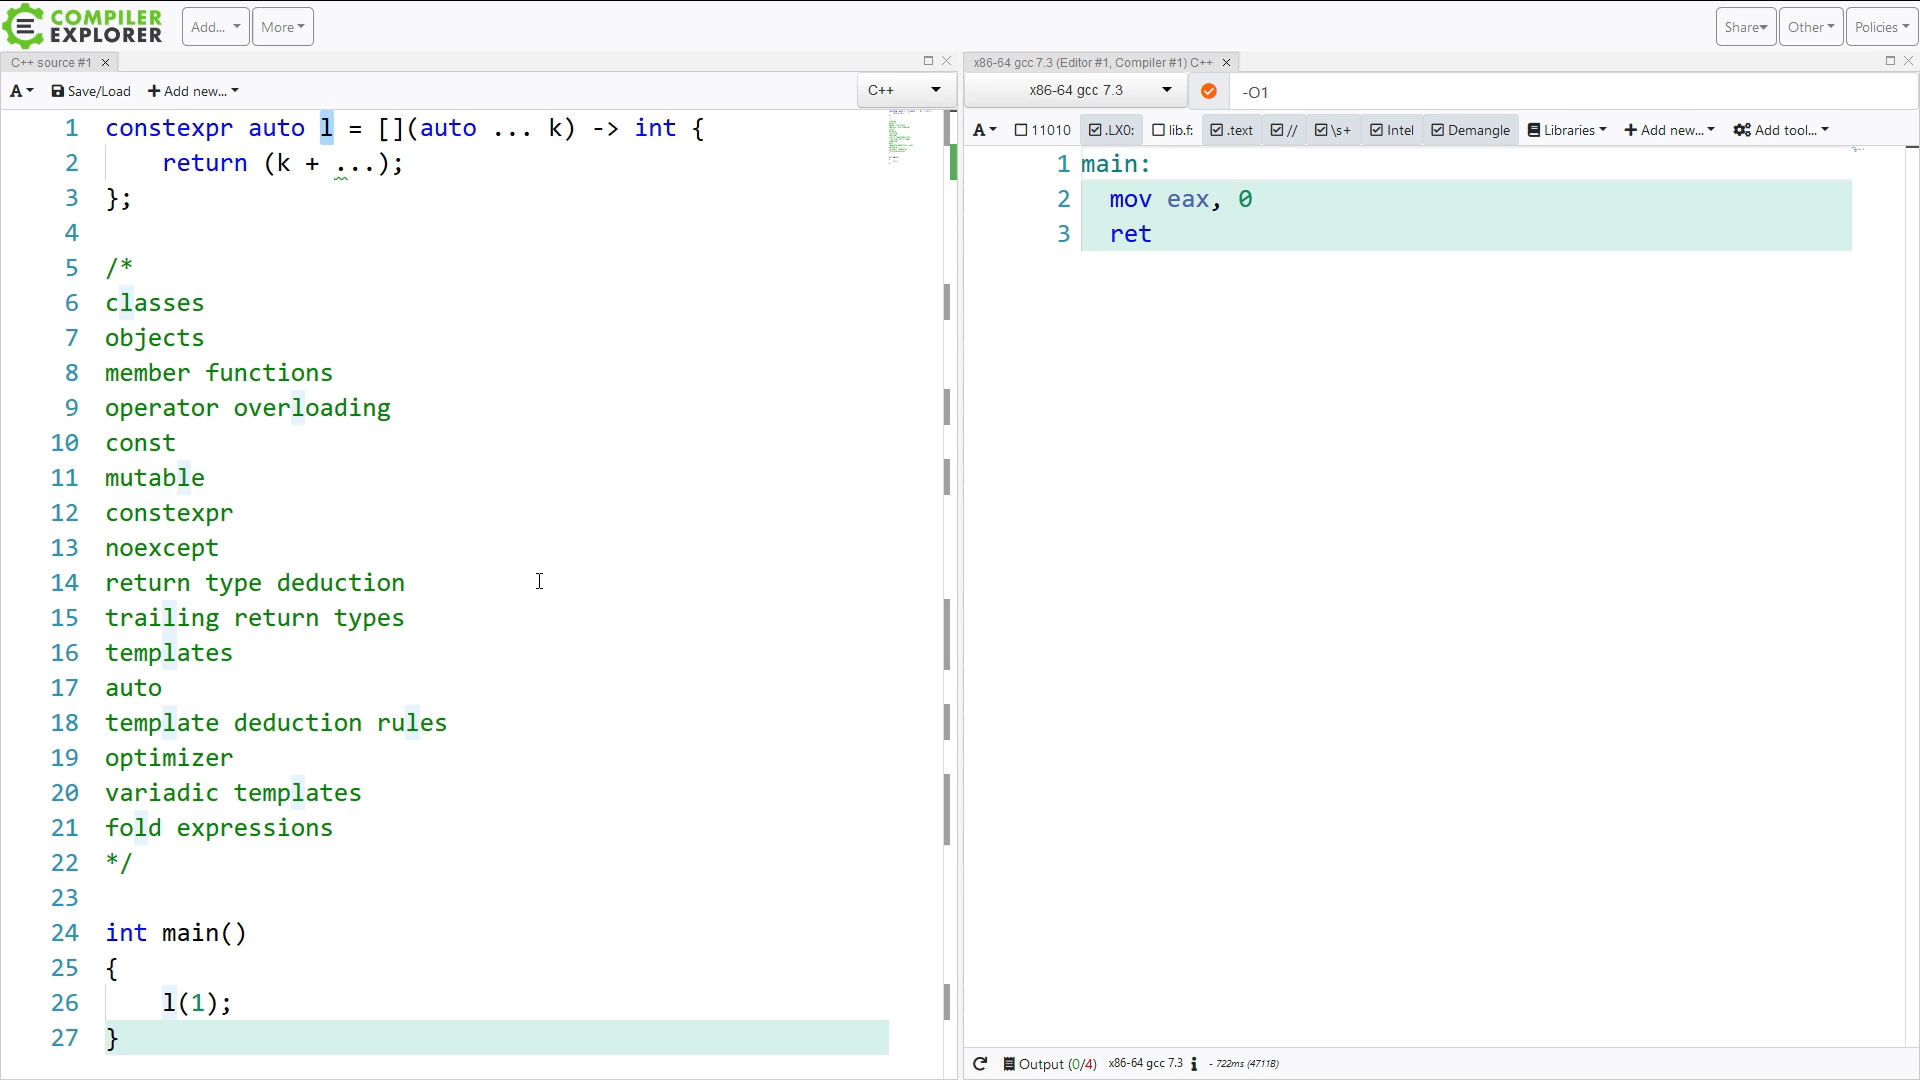 COMPILER
EXPLORER
Add...
More
Share
Other
Policies
C++ source #1
A
Save/Load
Add new...
C++
1 constexpr auto l = [](auto ... k) -> int {
2 return (k + ...);
3 };
4
5 /*
6 classes
7 objects
8 member functions
9 operator overloading
10 const
11 mutable
12 constexpr
13 noexcept
14 return type deduction
15 trailing return types
16 templates
17 auto
18 template deduction rules
19 optimizer
20 variadic templates
21 fold expressions
22 */
23
24 int main()
25 {
26 l(1);
27 }
x86-64 gcc 7.3 (Editor #1, Compiler #1) C++
x86-64 gcc 7.3
-O1
A 11010 .LX0: lib.f: .text // \s+ Intel Demangle Libraries Add new... Add tool...
1 main:
2 mov eax, 0
3 ret
Output (0/4) x86-64 gcc 7.3 i - 722ms (4711B)